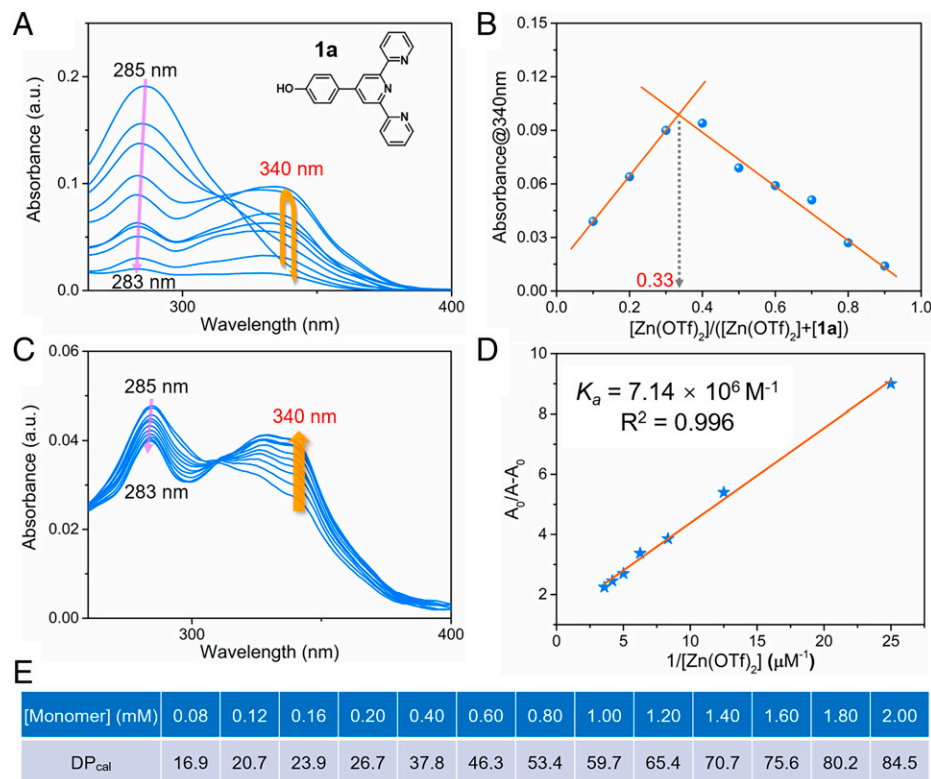 A
1a
285 nm
HO
N
N
N
340 nm
283 nm
Absorbance (a.u.)
0.2
0.1
0.0
300
400
Wavelength (nm)
B
Absorbance@340nm
0.15
0.12
0.09
0.06
0.03
0.00
0.33
0.0 0.2 0.4 0.6 0.8 1.0
[Zn(OTf)2]/([Zn(OTf)2]+[1a])
C
285 nm
340 nm
283 nm
Absorbance (a.u.)
0.06
0.04
0.02
0.00
300
400
Wavelength (nm)
D
Ka = 7.14 × 10^6 M^-1
R^2 = 0.996
A0/A-A0
10
8
6
4
2
5 10 15 20 25
1/[Zn(OTf)2] (μM^-1)
E
[Monomer] (mM) 0.08 0.12 0.16 0.20 0.40 0.60 0.80 1.00 1.20 1.40 1.60 1.80 2.00
DPcal 16.9 20.7 23.9 26.7 37.8 46.3 53.4 59.7 65.4 70.7 75.6 80.2 84.5